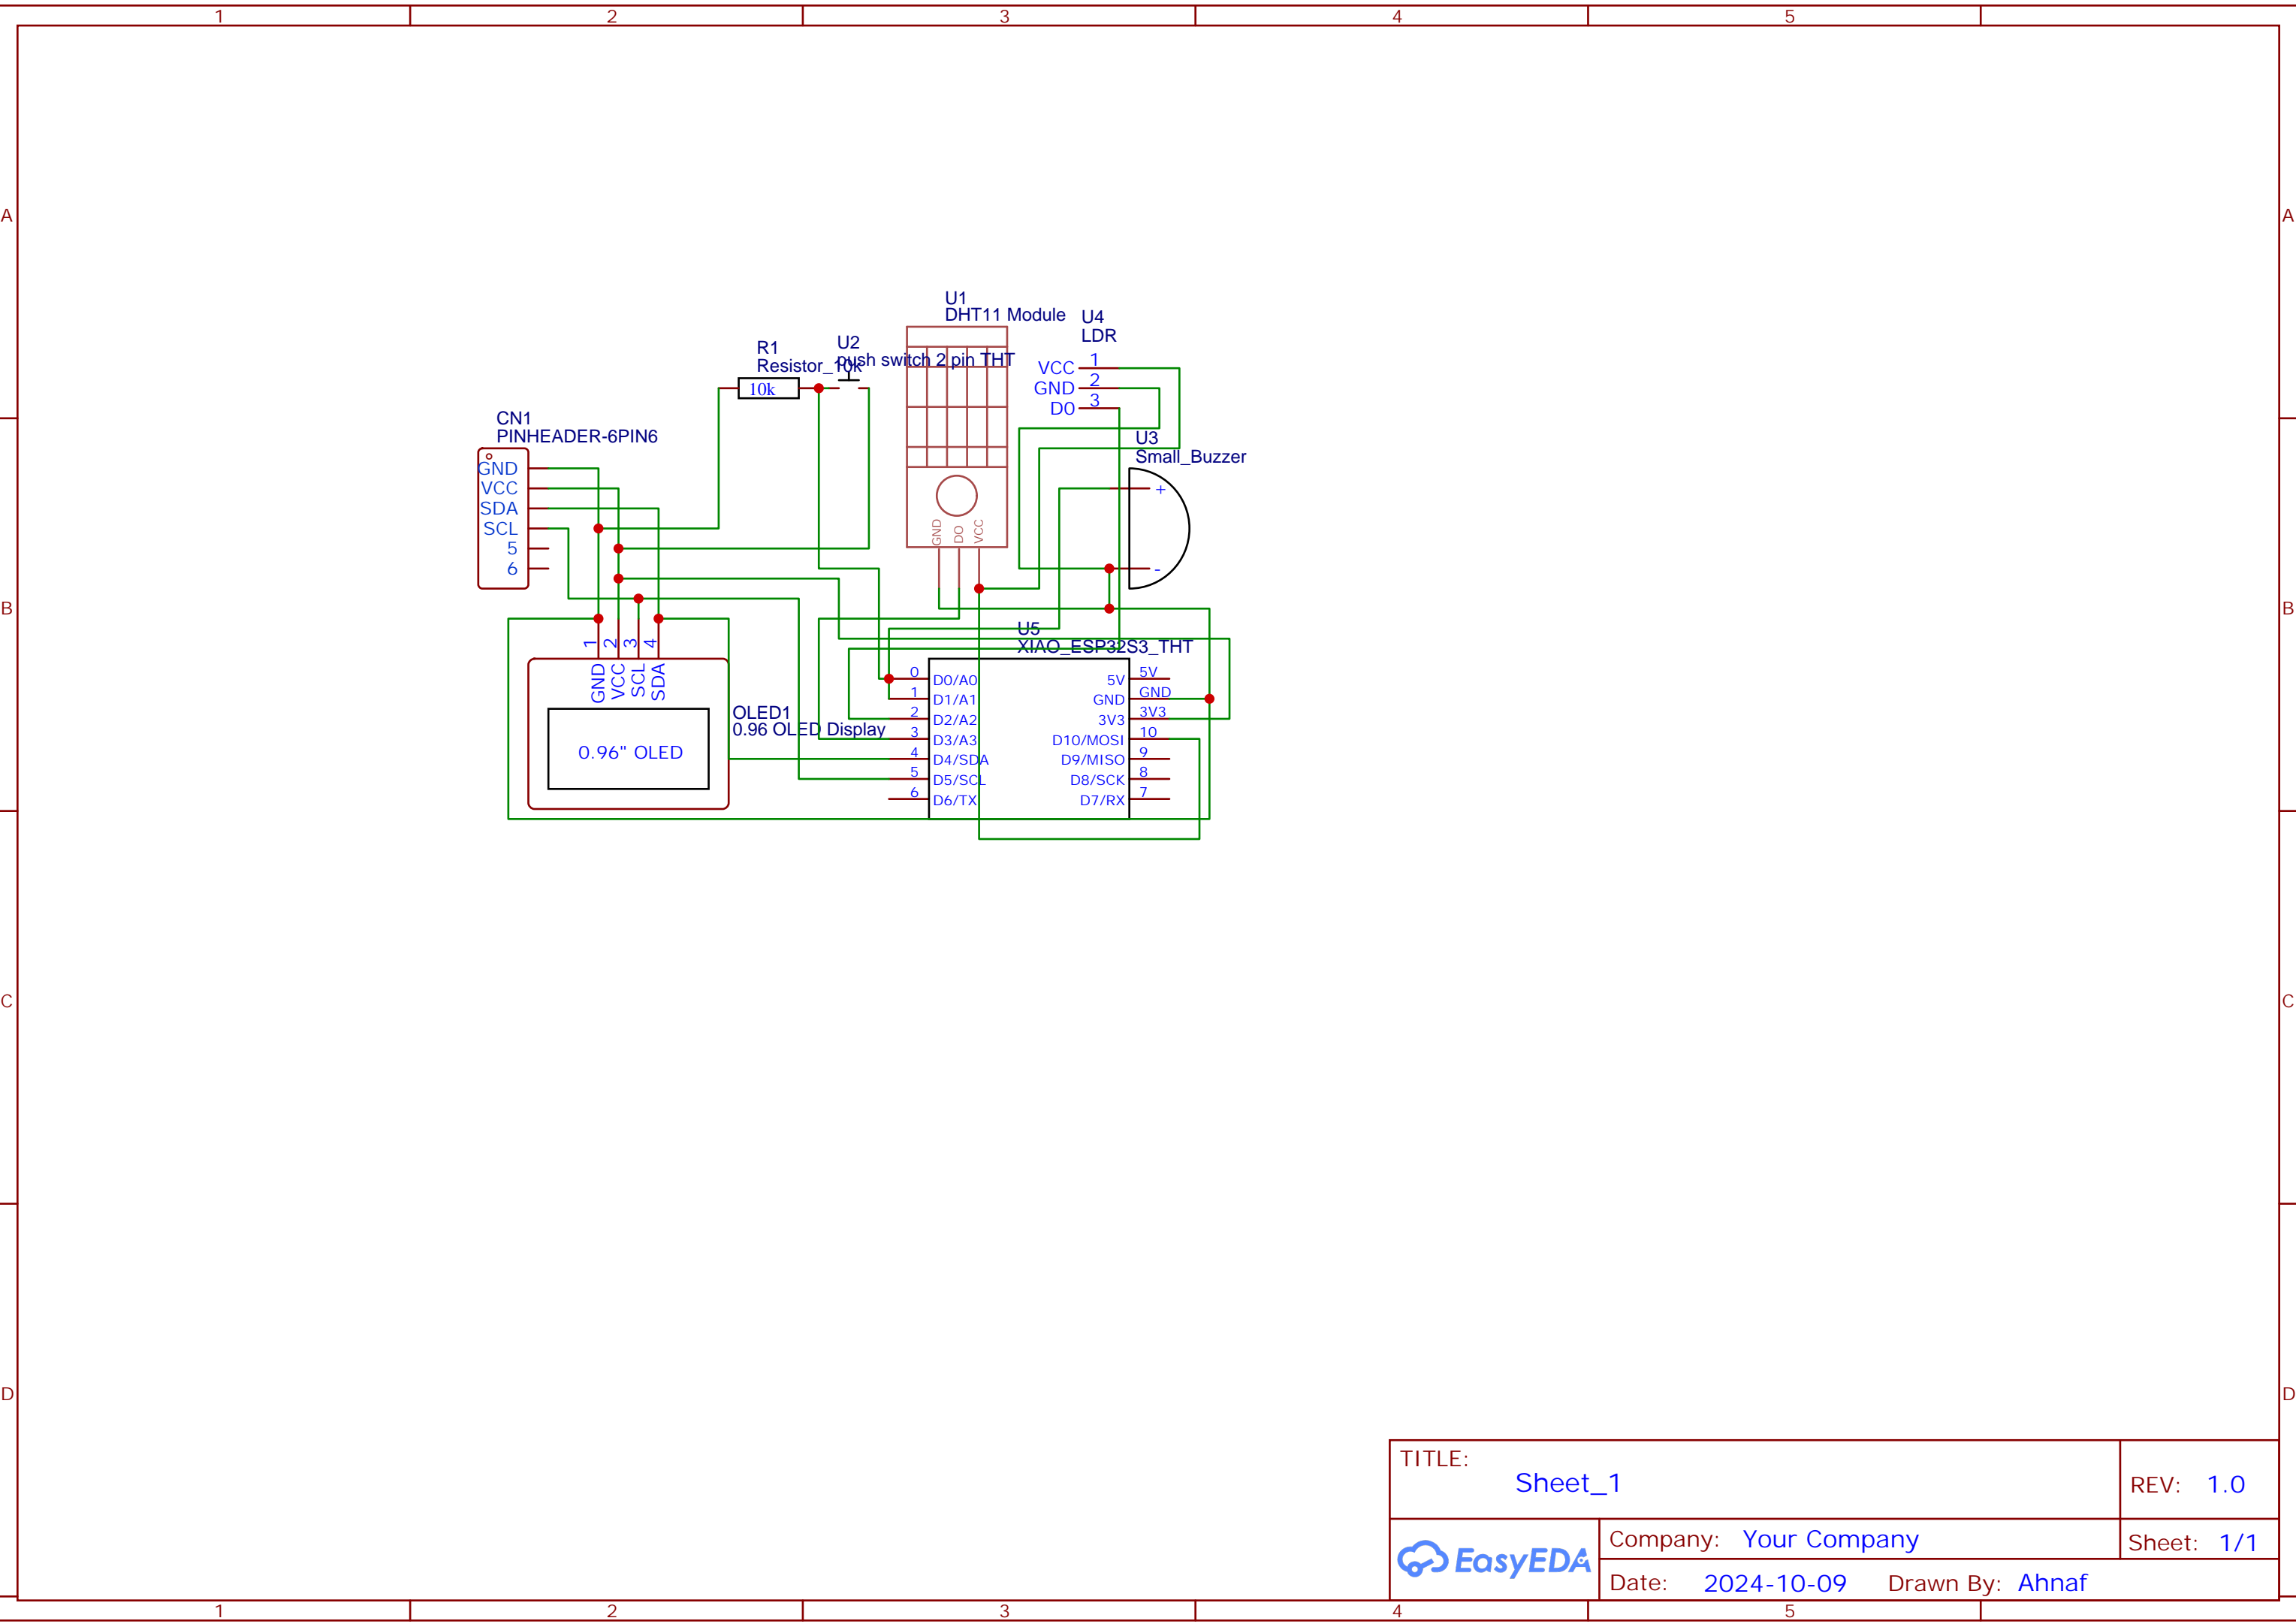 1 2 3 4 5
A A
B B
C C
D D
U1
DHT11 Module
U4
LDR
R1
Resistor_10k
10k
U2
push switch 2 pin THT
VCC 1
GND 2
D0 3
CN1
PINHEADER-6PIN6
GND
VCC
SDA
SCL
5
6
U3
Small_Buzzer
+
-
GND DO VCC
1 2 3 4
GND VCC SCL SDA
OLED1
0.96 OLED Display
0.96" OLED
U5
XIAO_ESP32S3_THT
0 D0/A0 5V 5V
1 D1/A1 GND GND
2 D2/A2 3V3 3V3
3 D3/A3 D10/MOSI 10
4 D4/SDA D9/MISO 9
5 D5/SCL D8/SCK 8
6 D6/TX D7/RX 7
TITLE:
Sheet_1
REV: 1.0
EasyEDA
Company: Your Company
Sheet: 1/1
Date: 2024-10-09 Drawn By: Ahnaf
1 2 3 4 5